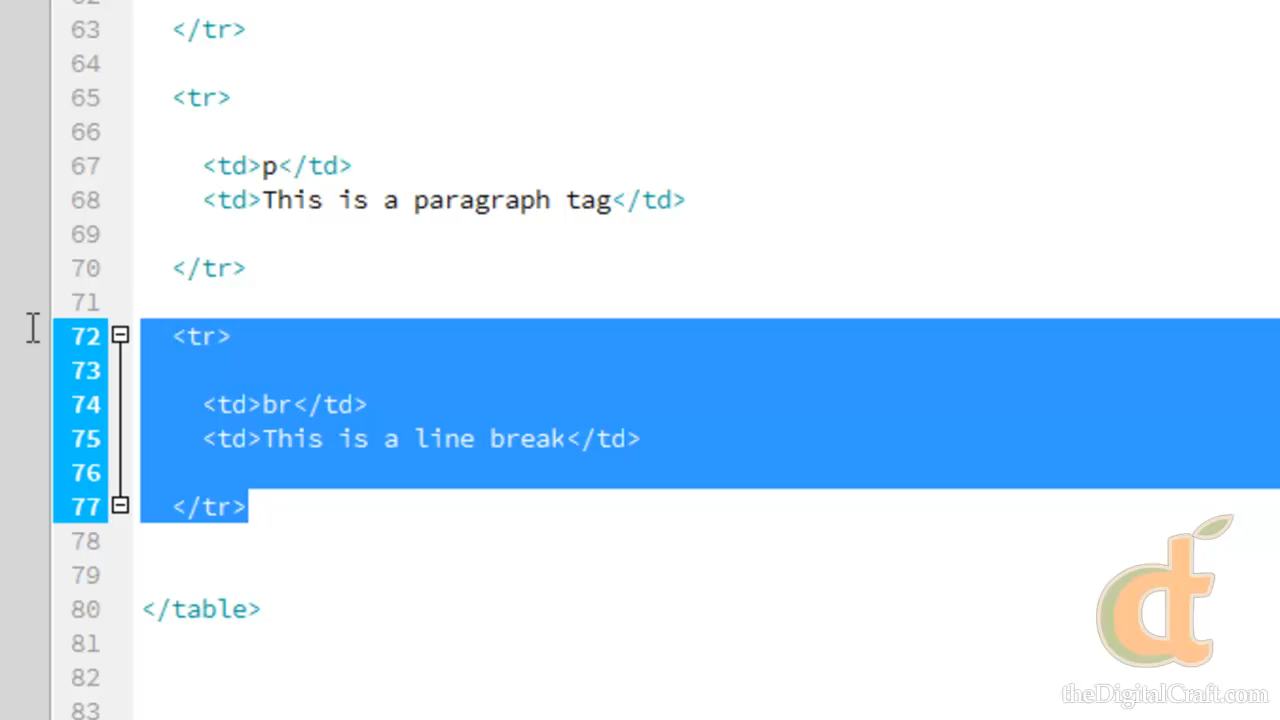 62
63 </tr>
64
65 <tr>
66
67 <td>p</td>
68 <td>This is a paragraph tag</td>
69
70 </tr>
71
72 <tr>
73
74 <td>br</td>
75 <td>This is a line break</td>
76
77 </tr>
78
79
80 </table>
81
82
83
dt
theDigitalCraft.com